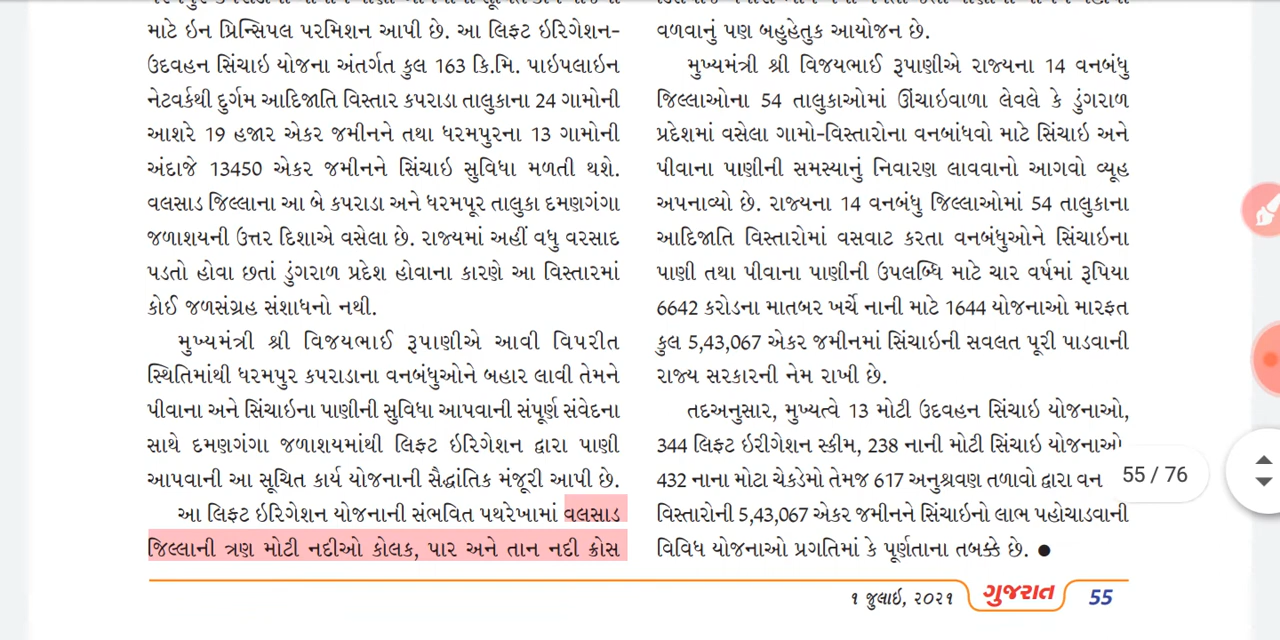 માટે ઇન પ્રિન્સિપલ પરમિશન આપી છે. આ લિફ્ટ ઇરિગેશન-
ઉદવહન સિંચાઇ યોજના અંતર્ગત કુલ 163 કિ.મિ. પાઇપલાઇન
નેટવર્કથી દુર્ગમ આદિજાતિ વિસ્તાર કપરાડા તાલુકાના 24 ગામોની
આશરે 19 હજાર એકર જમીનને તથા ધરમપુરના 13 ગામોની
અંદાજે 13450 એકર જમીનને સિંચાઇ સુવિધા મળતી થશે.
વલસાડ જિલ્લાના આ બે કપરાડા અને ધરમપૂર તાલુકા દમણગંગા
જળાશયની ઉત્તર દિશાએ વસેલા છે. રાજ્યમાં અહીં વધુ વરસાદ
પડતો હોવા છતાં ડુંગરાળ પ્રદેશ હોવાના કારણે આ વિસ્તારમાં
કોઈ જળસંગ્રહ સંશાધનો નથી.
મુખ્યમંત્રી શ્રી વિજયભાઈ રૂપાણીએ આવી વિપરીત
સ્થિતિમાંથી ધરમપુર કપરાડાના વનબંધુઓને બહાર લાવી તેમને
પીવાના અને સિંચાઇના પાણીની સુવિધા આપવાની સંપૂર્ણ સંવેદના
સાથે દમણગંગા જળાશયમાંથી લિફ્ટ ઇરિગેશન દ્વારા પાણી
આપવાની આ સૂચિત કાર્ય યોજનાની સૈદ્ધાંતિક મંજૂરી આપી છે.
આ લિફ્ટ ઇરિગેશન યોજનાની સંભવિત પથરેખામાં વલસાડ
જિલ્લાની ત્રણ મોટી નદીઓ કોલક, પાર અને તાન નદી ક્રોસ
વળવાનું પણ બહુહેતુક આયોજન છે.
મુખ્યમંત્રી શ્રી વિજયભાઈ રૂપાણીએ રાજ્યના 14 વનબંધુ
જિલ્લાઓના 54 તાલુકાઓમાં ઊંચાઇવાળા લેવલે કે ડુંગરાળ
પ્રદેશમાં વસેલા ગામો-વિસ્તારોના વનબાંધવો માટે સિંચાઇ અને
પીવાના પાણીની સમસ્યાનું નિવારણ લાવવાનો આગવો વ્યૂહ
અપનાવ્યો છે. રાજ્યના 14 વનબંધુ જિલ્લાઓમાં 54 તાલુકાના
આદિજાતિ વિસ્તારોમાં વસવાટ કરતા વનબંધુઓને સિંચાઇના
પાણી તથા પીવાના પાણીની ઉપલબ્ધિ માટે ચાર વર્ષમાં રૂપિયા
6642 કરોડના માતબર ખર્ચે નાની માટે 1644 યોજનાઓ મારફત
કુલ 5,43,067 એકર જમીનમાં સિંચાઇની સવલત પૂરી પાડવાની
રાજ્ય સરકારની નેમ રાખી છે.
તદઅનુસાર, મુખ્યત્વે 13 મોટી ઉદવહન સિંચાઇ યોજનાઓ,
344 લિફ્ટ ઇરીગેશન સ્કીમ, 238 નાની મોટી સિંચાઇ યોજનાઓ
432 નાના મોટા ચેકડેમો તેમજ 617 અનુશ્રવણ તળાવો દ્વારા વન
વિસ્તારોની 5,43,067 એકર જમીનને સિંચાઇનો લાભ પહોચાડવાની
વિવિધ યોજનાઓ પ્રગતિમાં કે પૂર્ણતાના તબક્કે છે. ●
55 / 76
૧ જુલાઇ, ૨૦૨૧ ગુજરાત 55